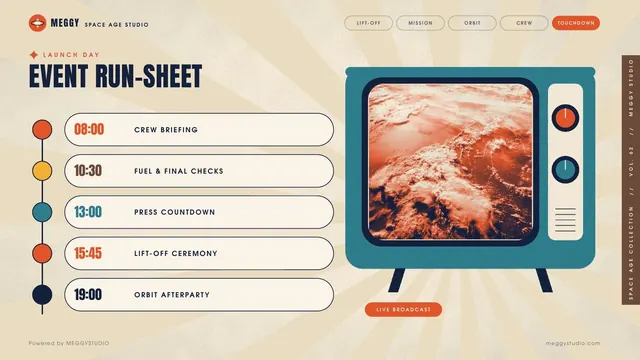 MEGGY SPACE AGE STUDIO
LIFT-OFF
MISSION
ORBIT
CREW
TOUCHDOWN
LAUNCH DAY
EVENT RUN-SHEET
08:00 CREW BRIEFING
10:30 FUEL & FINAL CHECKS
13:00 PRESS COUNTDOWN
15:45 LIFT-OFF CEREMONY
19:00 ORBIT AFTERPARTY
LIVE BROADCAST
SPACE AGE COLLECTION // VOL. 62 // MEGGY STUDIO
Powered by MEGGYSTUDIO
meggystudio.com